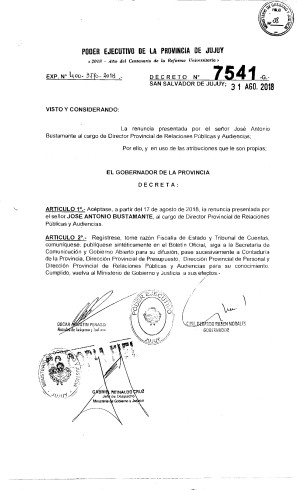 PODER EJECUTIVO DE LA PROVINCIA DE JUJUY
"2018 - Año del Centenario de la Reforma Universitaria"
EXP. Nº 400-3770-2018.-
DECRETO Nº 7541 -G.-
SAN SALVADOR DE JUJUY, 31 AGO. 2018
VISTO Y CONSIDERANDO:
La renuncia presentada por el señor José Antonio
Bustamante al cargo de Director Provincial de Relaciones Públicas y Audiencias;
Por ello, y en uso de las atribuciones que le son propias,
EL GOBERNADOR DE LA PROVINCIA
DECRETA:
ARTICULO 1º.- Acéptase, a partir del 17 de agosto de 2018, la renuncia presentada por
el señor JOSE ANTONIO BUSTAMANTE, al cargo de Director Provincial de Relaciones
Públicas y Audiencias.
ARTICULO 2º.- Regístrese, tome razón Fiscalía de Estado y Tribunal de Cuentas,
comuníquese, publíquese sintéticamente en el Boletín Oficial, siga a la Secretaría de
Comunicación y Gobierno Abierto para su difusión, pase sucesivamente a Contaduría
de la Provincia, Dirección Provincial de Presupuesto, Dirección Provincial de Personal y
Dirección Provincial de Relaciones Públicas y Audiencias para su conocimiento.
Cumplido, vuelva al Ministerio de Gobierno y Justicia a sus efectos.-
OSCAR AGUSTIN PERASSI
Ministro de Gobierno y Justicia
PODER EJECUTIVO
JUJUY
C.P.N. GERARDO RUBEN MORALES
GOBERNADOR
COPIA FIEL
JUJUY
GABRIEL REINALDO CRUZ
Jefe de Despacho
Ministerio de Gobierno y Justicia